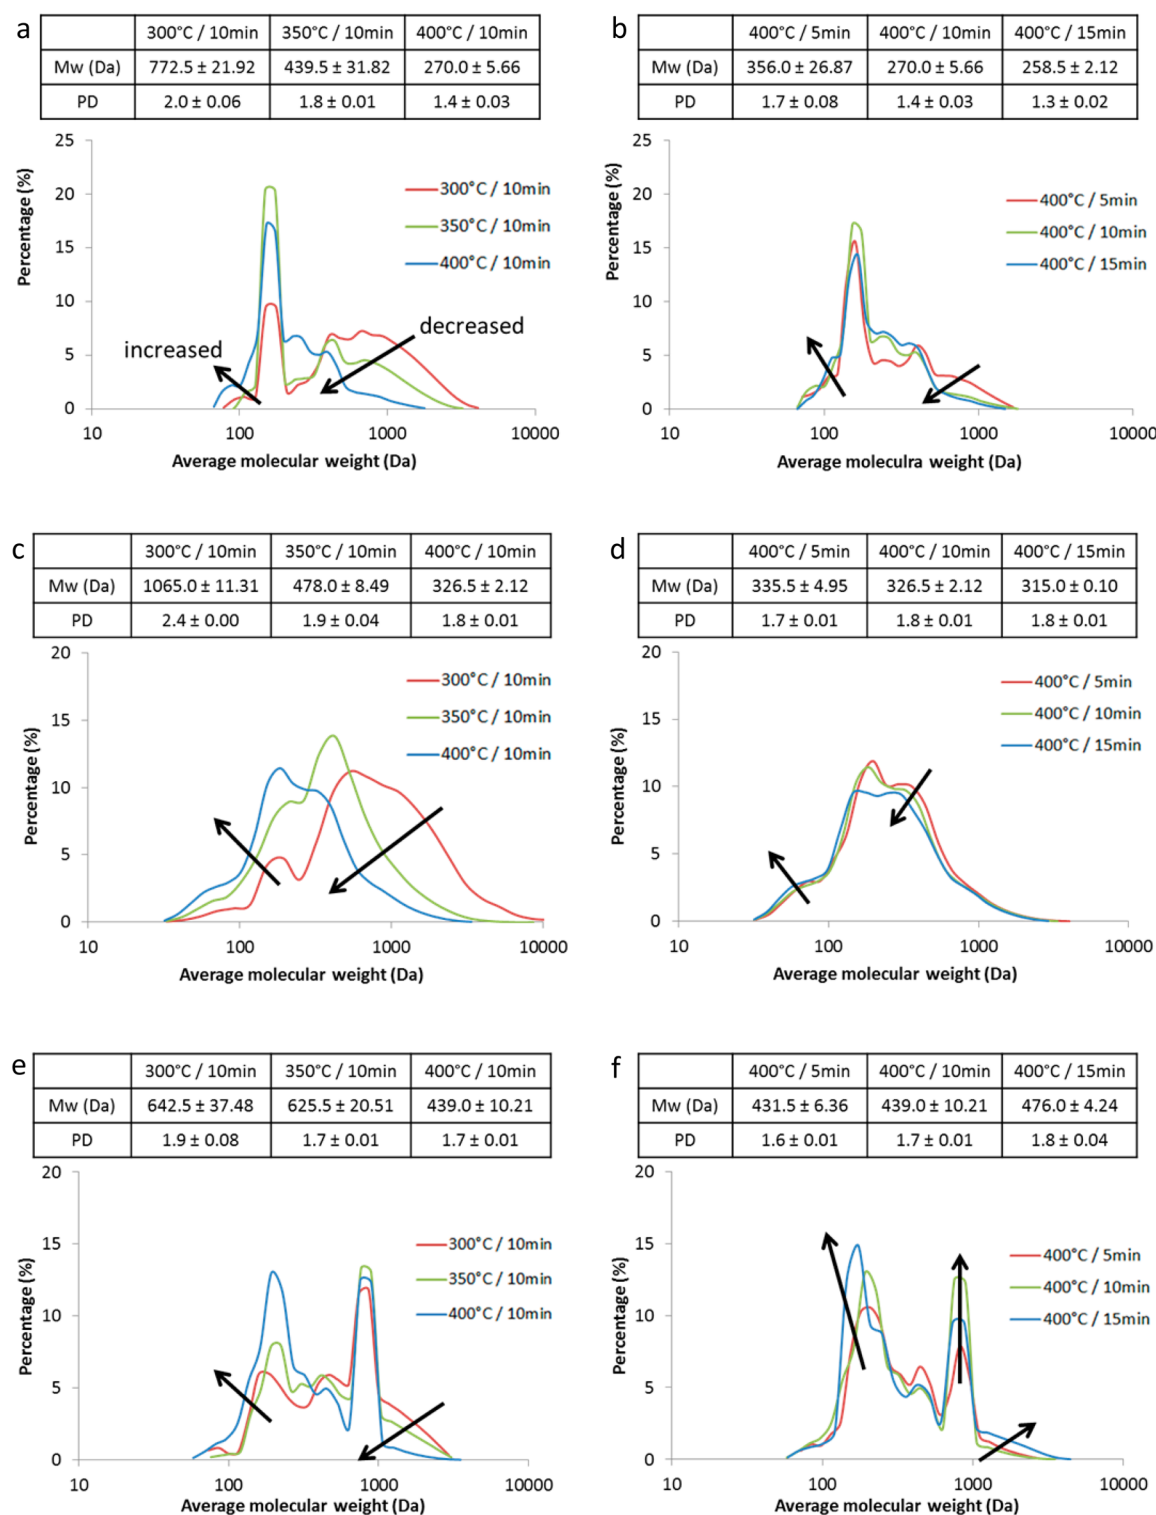 a
300°C / 10min 350°C / 10min 400°C / 10min
Mw (Da) 772.5 ± 21.92 439.5 ± 31.82 270.0 ± 5.66
PD 2.0 ± 0.06 1.8 ± 0.01 1.4 ± 0.03
Percentage (%)
25
20
15
10
5
0
300°C / 10min
350°C / 10min
400°C / 10min
increased
decreased
10 100 1000 10000
Average molecular weight (Da)
b
400°C / 5min 400°C / 10min 400°C / 15min
Mw (Da) 356.0 ± 26.87 270.0 ± 5.66 258.5 ± 2.12
PD 1.7 ± 0.08 1.4 ± 0.03 1.3 ± 0.02
Percentage (%)
25
20
15
10
5
0
400°C / 5min
400°C / 10min
400°C / 15min
10 100 1000 10000
Average moleculra weight (Da)
c
300°C / 10min 350°C / 10min 400°C / 10min
Mw (Da) 1065.0 ± 11.31 478.0 ± 8.49 326.5 ± 2.12
PD 2.4 ± 0.00 1.9 ± 0.04 1.8 ± 0.01
Percentage (%)
20
15
10
5
0
300°C / 10min
350°C / 10min
400°C / 10min
10 100 1000 10000
Average molecular weight (Da)
d
400°C / 5min 400°C / 10min 400°C / 15min
Mw (Da) 335.5 ± 4.95 326.5 ± 2.12 315.0 ± 0.10
PD 1.7 ± 0.01 1.8 ± 0.01 1.8 ± 0.01
Percentage (%)
20
15
10
5
0
400°C / 5min
400°C / 10min
400°C / 15min
10 100 1000 10000
Average molecular weight (Da)
e
300°C / 10min 350°C / 10min 400°C / 10min
Mw (Da) 642.5 ± 37.48 625.5 ± 20.51 439.0 ± 10.21
PD 1.9 ± 0.08 1.7 ± 0.01 1.7 ± 0.01
Percentage (%)
20
15
10
5
0
300°C / 10min
350°C / 10min
400°C / 10min
10 100 1000 10000
Average molecular weight (Da)
f
400°C / 5min 400°C / 10min 400°C / 15min
Mw (Da) 431.5 ± 6.36 439.0 ± 10.21 476.0 ± 4.24
PD 1.6 ± 0.01 1.7 ± 0.01 1.8 ± 0.04
Percentage (%)
20
15
10
5
0
400°C / 5min
400°C / 10min
400°C / 15min
10 100 1000 10000
Average molecular weight (Da)